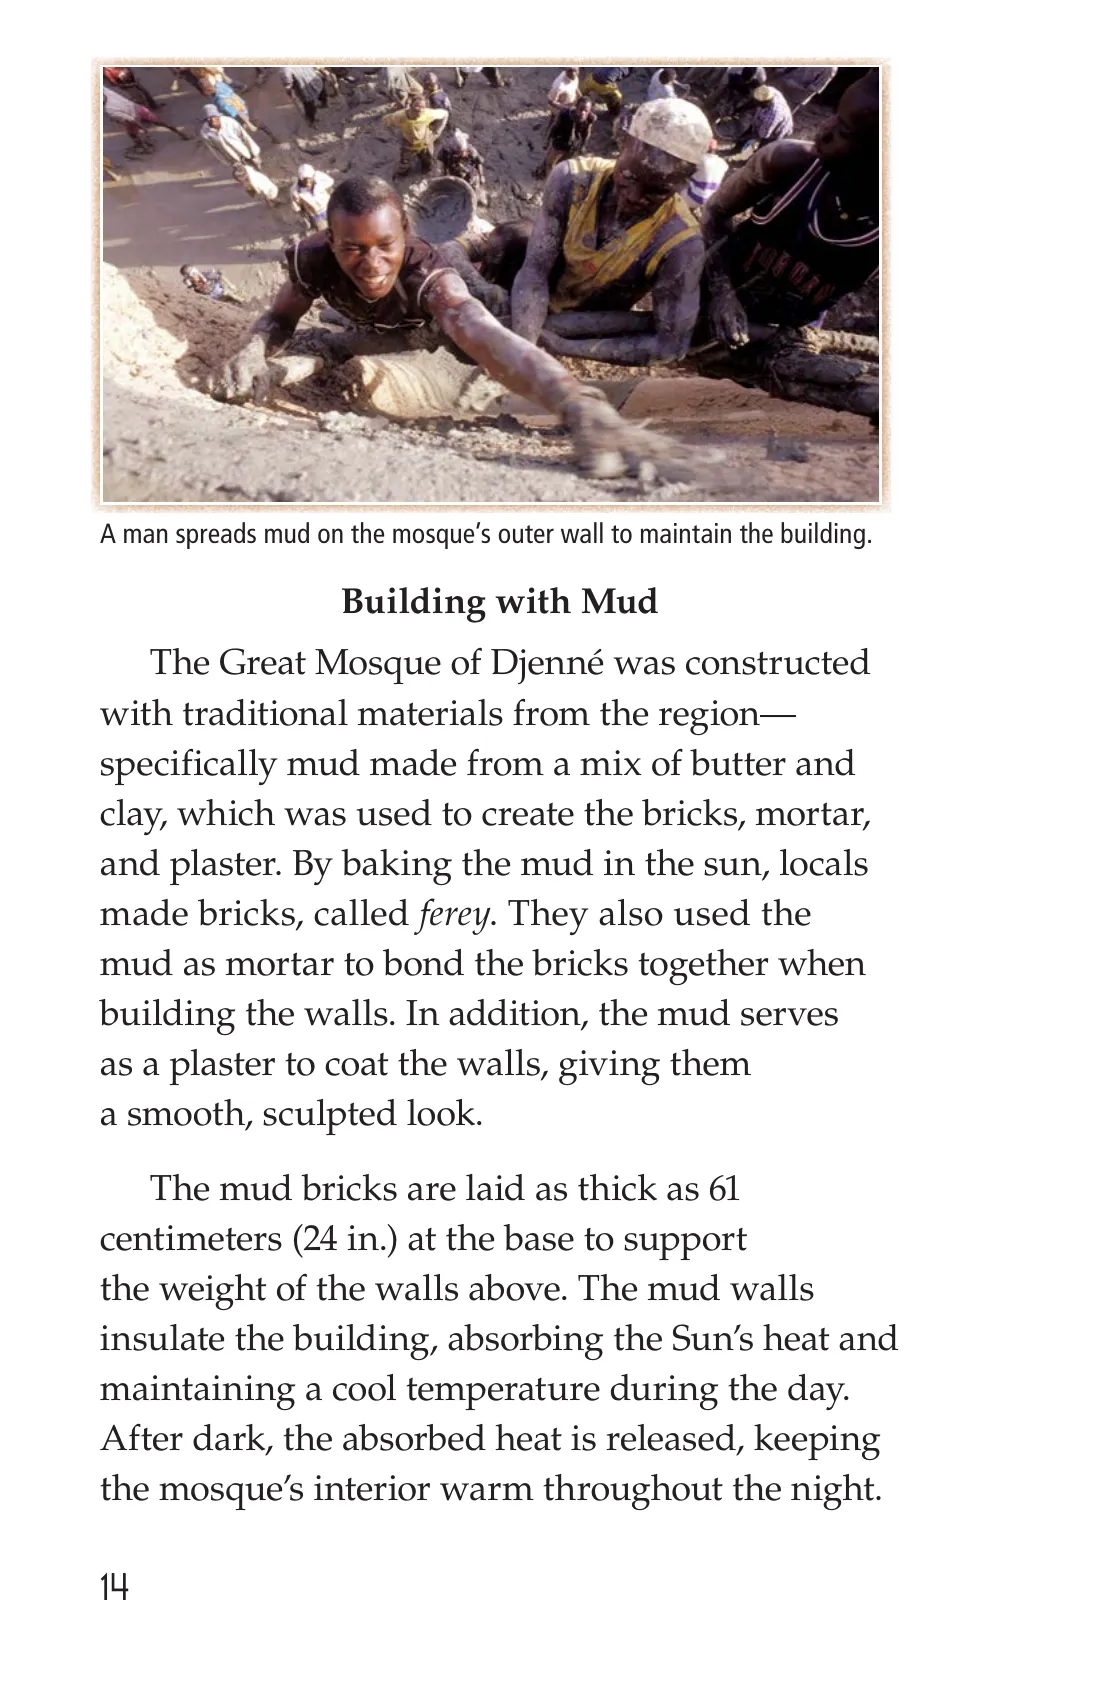 A man spreads mud on the mosque’s outer wall to maintain the building.
Building with Mud
The Great Mosque of Djenné was constructed
with traditional materials from the region—
specifically mud made from a mix of butter and
clay, which was used to create the bricks, mortar,
and plaster. By baking the mud in the sun, locals
made bricks, called ferey. They also used the
mud as mortar to bond the bricks together when
building the walls. In addition, the mud serves
as a plaster to coat the walls, giving them
a smooth, sculpted look.
The mud bricks are laid as thick as 61
centimeters (24 in.) at the base to support
the weight of the walls above. The mud walls
insulate the building, absorbing the Sun’s heat and
maintaining a cool temperature during the day.
After dark, the absorbed heat is released, keeping
the mosque’s interior warm throughout the night.
14